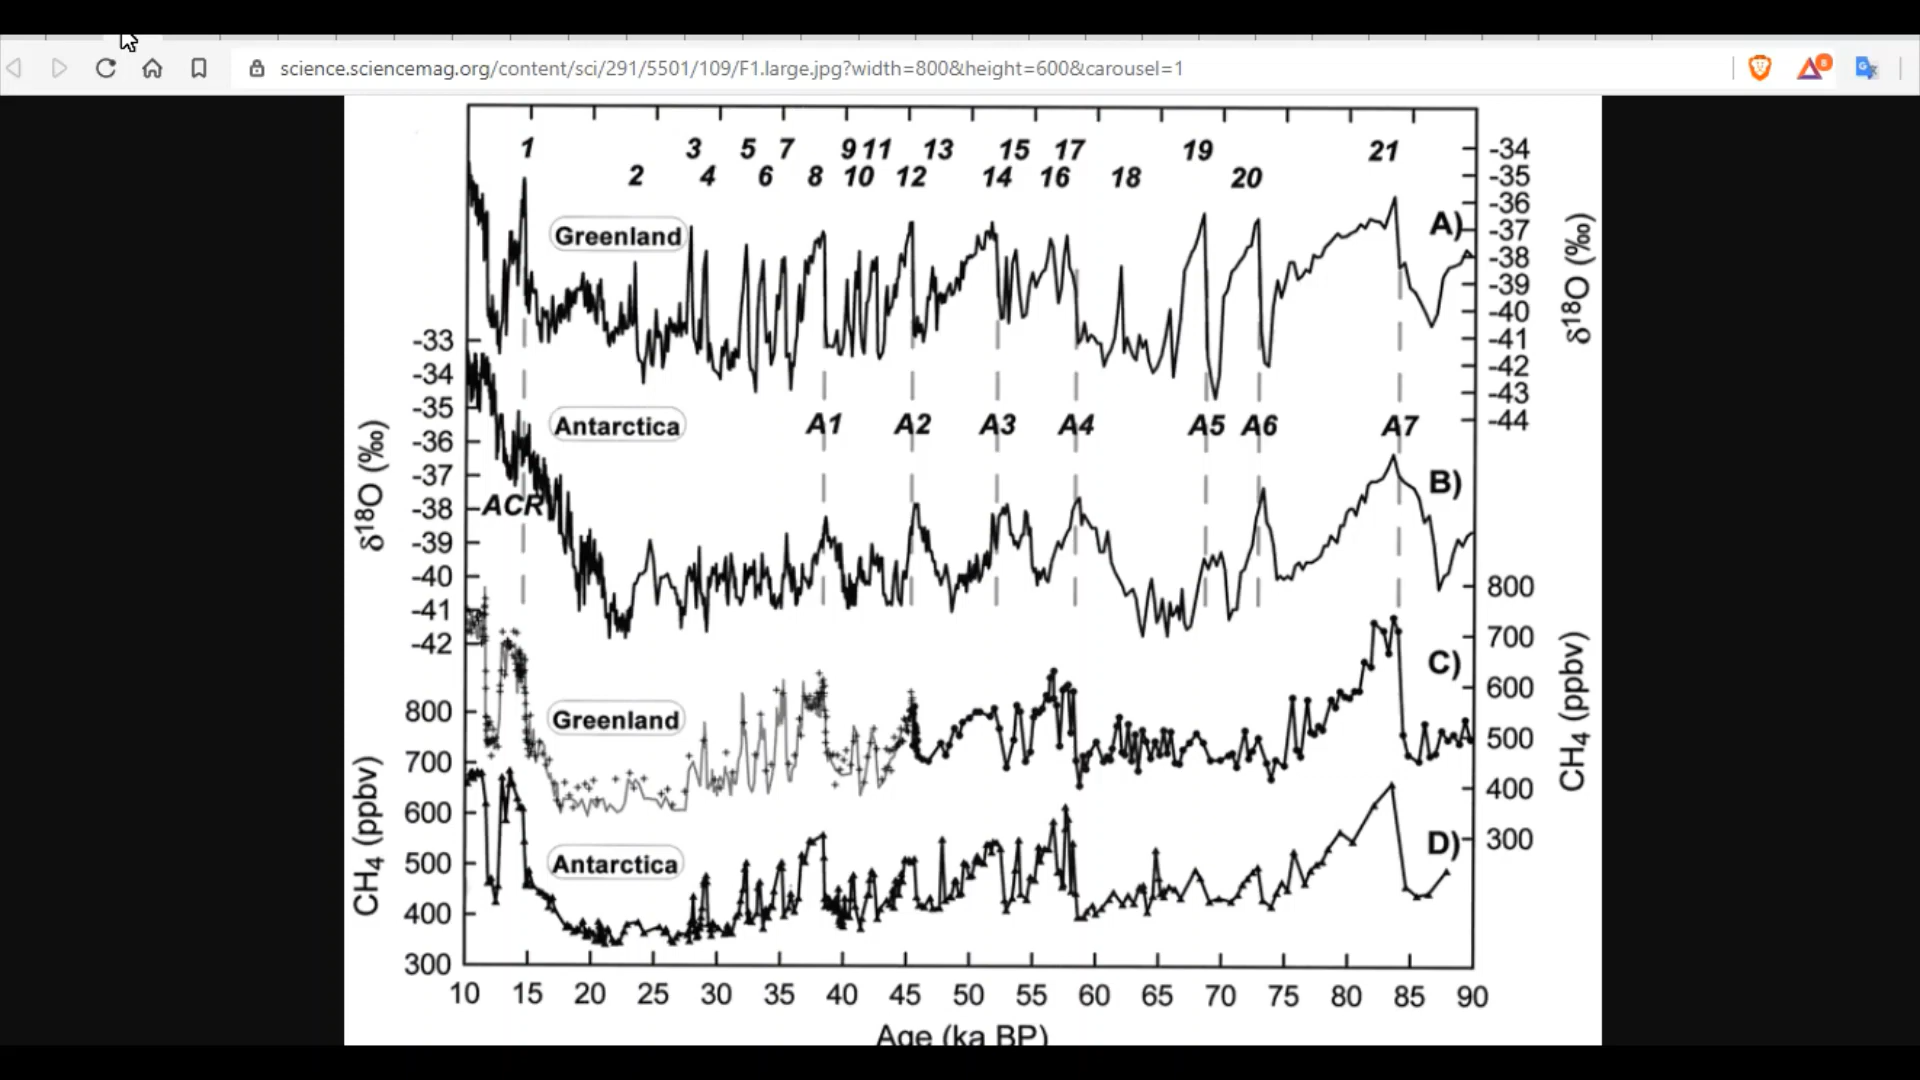 science.sciencemag.org/content/sci/291/5501/109/F1.large.jpg?width=800&height=600&carousel=1
8
1 3 5 7 9 11 13 15 17 19 21
2 4 6 8 10 12 14 16 18 20
-34
-35
-36
-37
-38
-39
-40
-41
-42
-43
-44
δ18O (‰)
A)
Greenland
-33
-34
-35
-36
-37
-38
-39
-40
-41
-42
δ18O (‰)
Antarctica
A1 A2 A3 A4 A5 A6 A7
B)
ACR
800
700
600
500
400
300
CH4 (ppbv)
C)
Greenland
800
700
600
500
400
300
CH4 (ppbv)
D)
Antarctica
10 15 20 25 30 35 40 45 50 55 60 65 70 75 80 85 90
Age (ka BP)